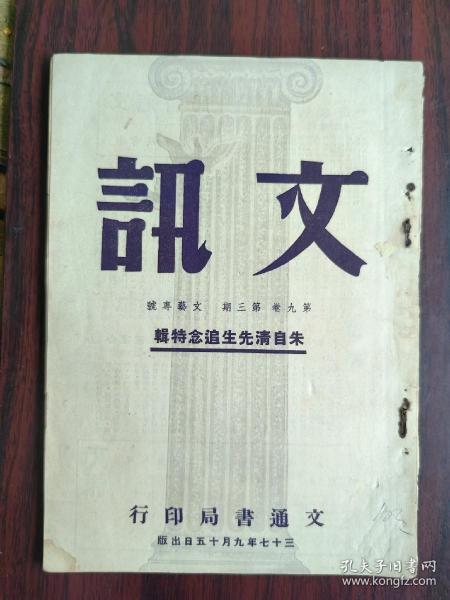 文訊
第九卷 第三期 文藝專號
朱自清先生追念特輯
文通書局印行
三十七年九月十五日出版
孔夫子旧书网
www.kongfz.com